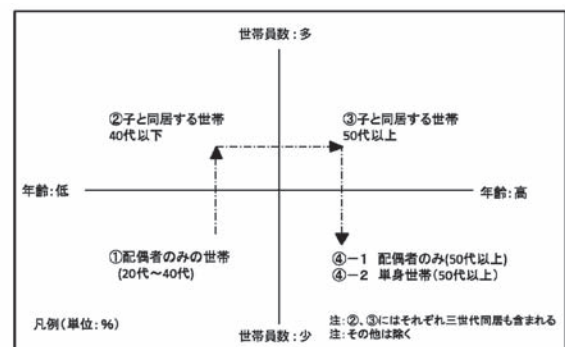 世帯員数：多
②子と同居する世帯
40代以下
③子と同居する世帯
50代以上
年齢：低
年齢：高
①配偶者のみの世帯
(20代～40代)
④－1 配偶者のみ(50代以上)
④－2 単身世帯(50代以上)
凡例(単位：%)
世帯員数：少
注：②、③にはそれぞれ三世代同居も含まれる
注：その他は除く